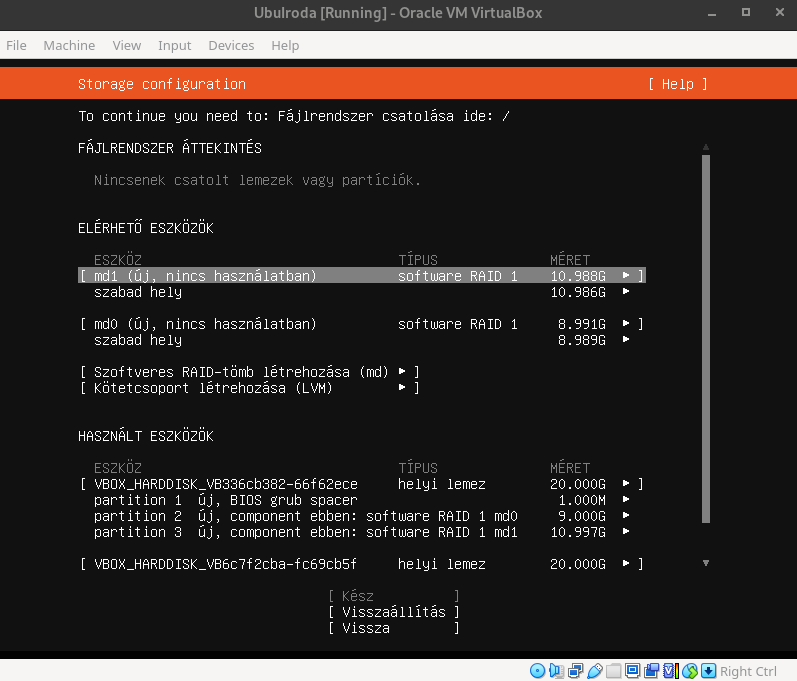 UbuIroda [Running] - Oracle VM VirtualBox
File Machine View Input Devices Help
Storage configuration [ Help ]
To continue you need to: Fájlrendszer csatolása ide: /
FÁJLRENDSZER ÁTTEKINTÉS
Nincsenek csatolt lemezek vagy partíciók.
ELÉRHETŐ ESZKÖZÖK
ESZKÖZ TÍPUS MÉRET
[ md1 (új, nincs használatban) software RAID 1 10.988G ▸ ]
szabad hely 10.986G ▸
[ md0 (új, nincs használatban) software RAID 1 8.991G ▸ ]
szabad hely 8.989G ▸
[ Szoftveres RAID-tömb létrehozása (md) ▸ ]
[ Kötetcsoport létrehozása (LVM) ▸ ]
HASZNÁLT ESZKÖZÖK
ESZKÖZ TÍPUS MÉRET
[ VBOX_HARDDISK_VB336cb382-66f62ece helyi lemez 20.000G ▸ ]
partition 1 új, BIOS grub spacer 1.000M ▸
partition 2 új, component ebben: software RAID 1 md0 9.000G ▸
partition 3 új, component ebben: software RAID 1 md1 10.997G ▸
[ VBOX_HARDDISK_VB6c7f2cba-fc69cb5f helyi lemez 20.000G ▸ ]
[ Kész ]
[ Visszaállítás ]
[ Vissza ]
Right Ctrl